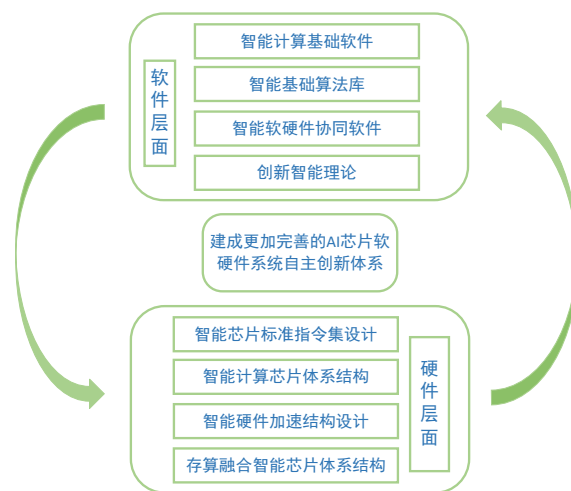 智能计算基础软件
智能基础算法库
智能软硬件协同软件
创新智能理论
软件层面
建成更加完善的AI芯片软
硬件系统自主创新体系
智能芯片标准指令集设计
智能计算芯片体系结构
智能硬件加速结构设计
存算融合智能芯片体系结构
硬件层面